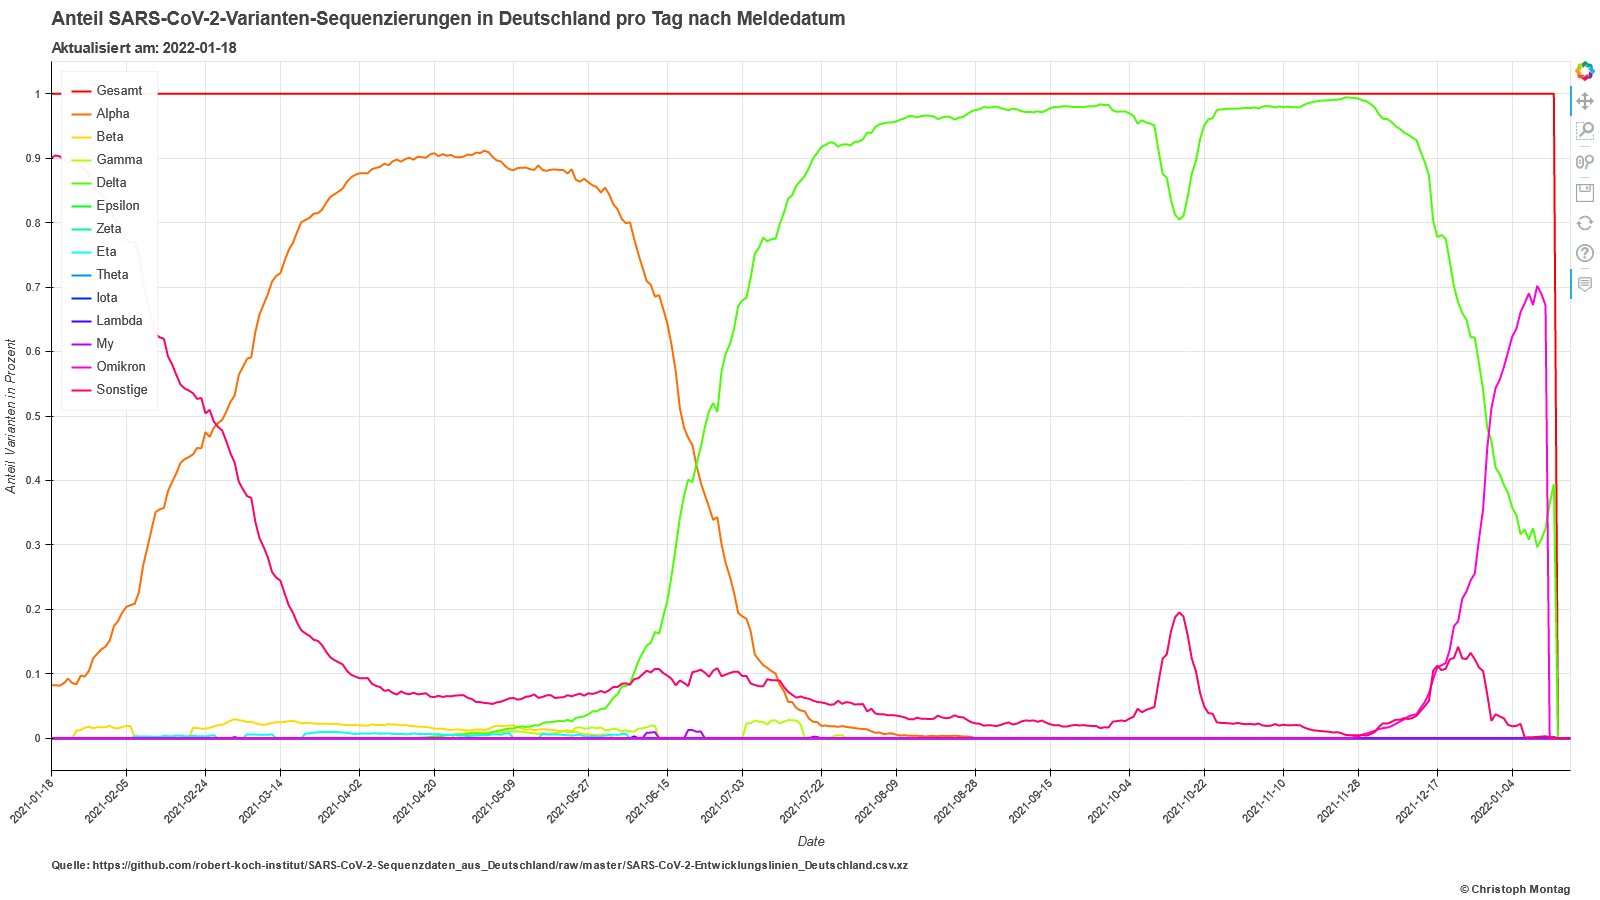 Anteil SARS-CoV-2-Varianten-Sequenzierungen in Deutschland pro Tag nach Meldedatum
Aktualisiert am: 2022-01-18
Gesamt
Alpha
Beta
Gamma
Delta
Epsilon
Zeta
Eta
Theta
Iota
Lambda
My
Omikron
Sonstige
Anteil Varianten in Prozent
1
0.9
0.8
0.7
0.6
0.5
0.4
0.3
0.2
0.1
0
2021-01-18
2021-02-05
2021-02-24
2021-03-14
2021-04-02
2021-04-20
2021-05-09
2021-05-27
2021-06-15
2021-07-03
2021-07-22
2021-08-09
2021-08-28
2021-09-15
2021-10-04
2021-10-22
2021-11-10
2021-11-28
2021-12-17
2022-01-04
Date
Quelle: https://github.com/robert-koch-institut/SARS-CoV-2-Sequenzdaten_aus_Deutschland/raw/master/SARS-CoV-2-Entwicklungslinien_Deutschland.csv.xz
© Christoph Montag